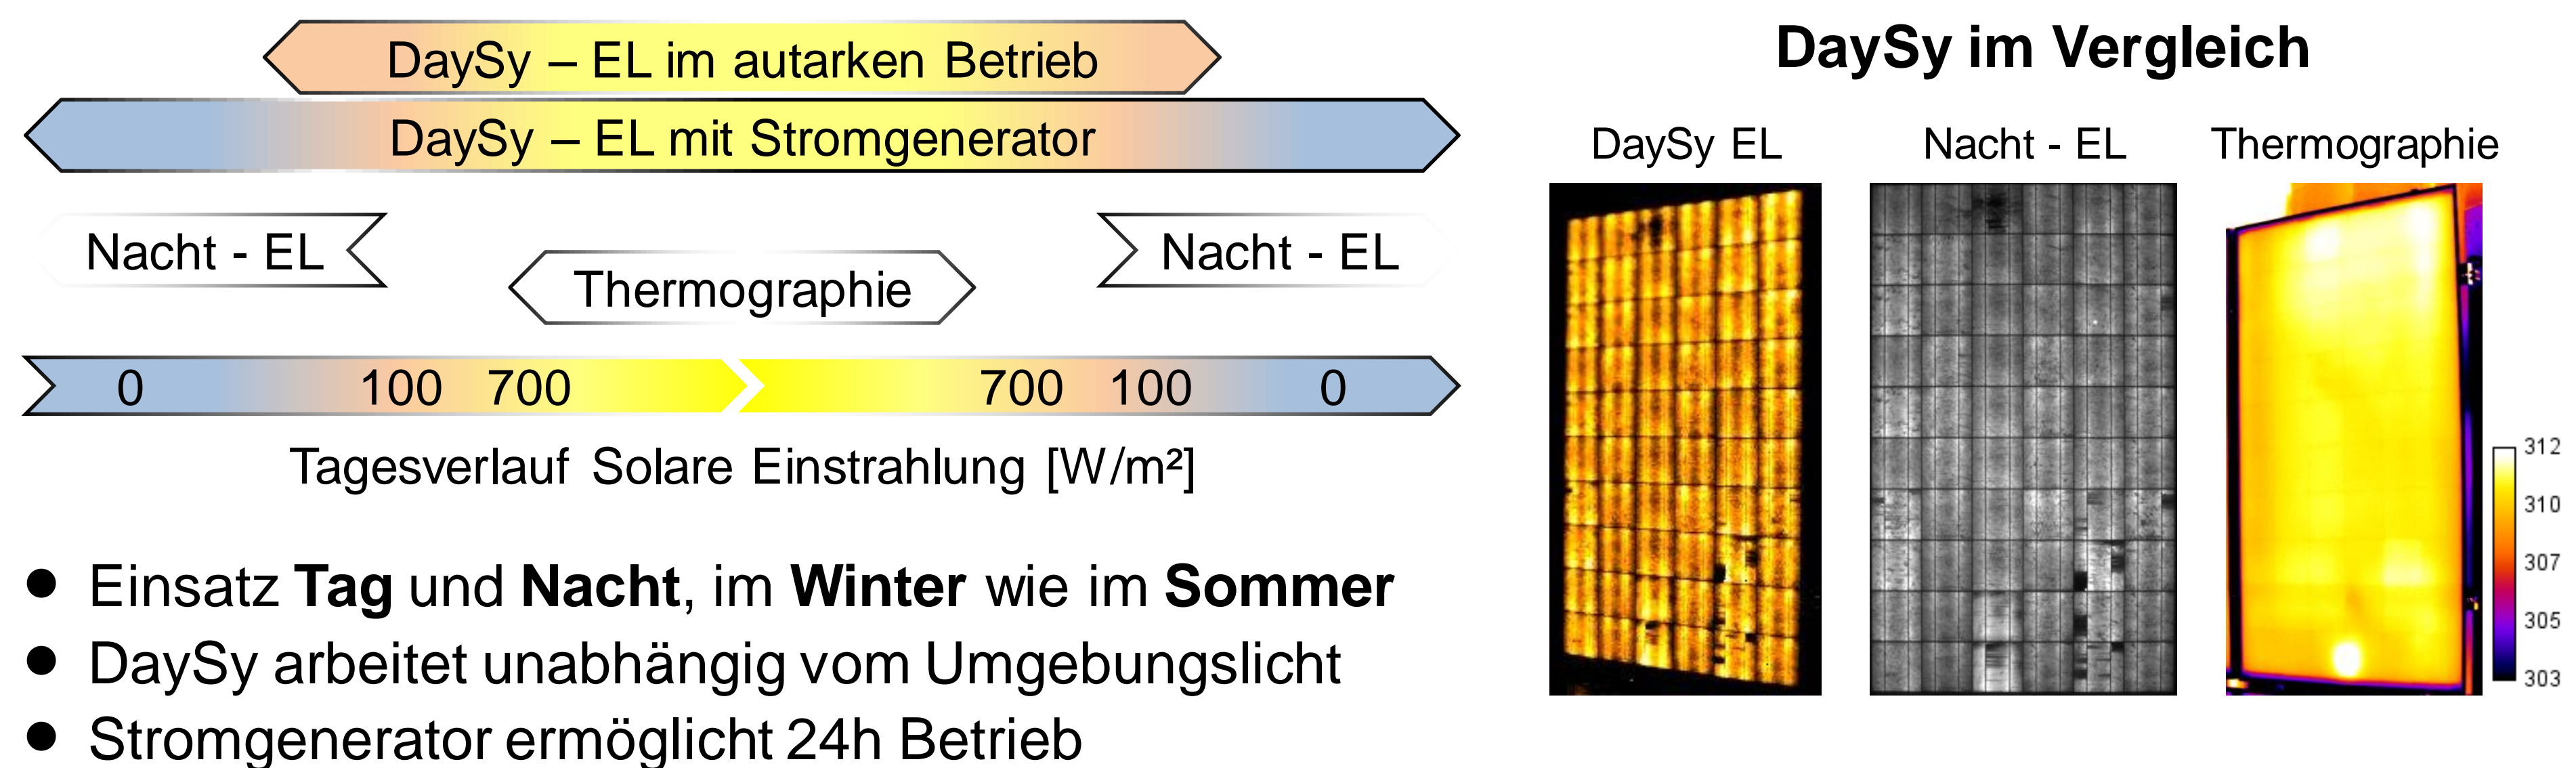 DaySy – EL im autarken Betrieb
DaySy – EL mit Stromgenerator
Nacht - EL
Nacht - EL
Thermographie
0 100 700 700 100 0
Tagesverlauf Solare Einstrahlung [W/m²]
● Einsatz Tag und Nacht, im Winter wie im Sommer
● DaySy arbeitet unabhängig vom Umgebungslicht
● Stromgenerator ermöglicht 24h Betrieb
DaySy im Vergleich
DaySy EL
Nacht - EL
Thermographie
312
310
307
305
303